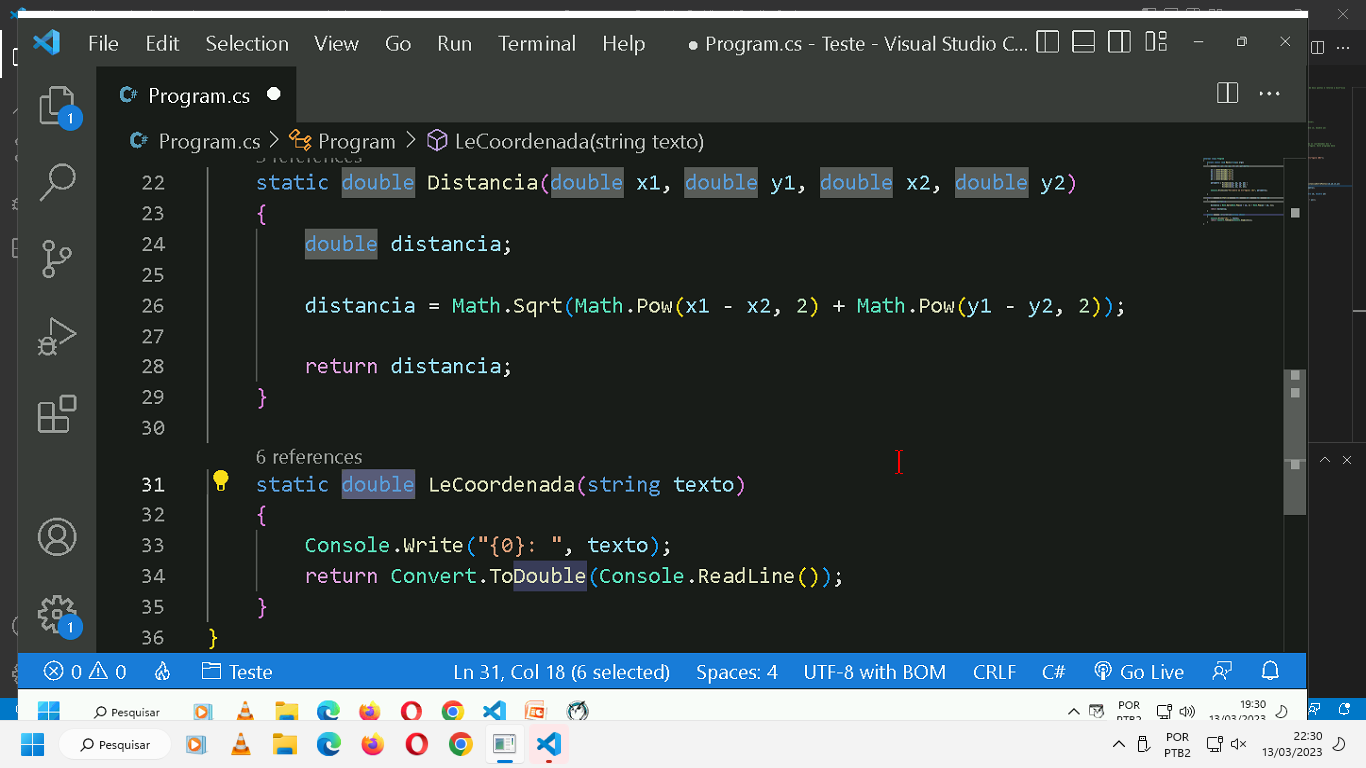 File Edit Selection View Go Run Terminal Help ● Program.cs - Teste - Visual Studio C...
Program.cs
Program.cs > Program > LeCoordenada(string texto)
3 references
22 static double Distancia(double x1, double y1, double x2, double y2)
23 {
24 double distancia;
25
26 distancia = Math.Sqrt(Math.Pow(x1 - x2, 2) + Math.Pow(y1 - y2, 2));
27
28 return distancia;
29 }
30
6 references
31 static double LeCoordenada(string texto)
32 {
33 Console.Write("{0}: ", texto);
34 return Convert.ToDouble(Console.ReadLine());
35 }
36 }
1
1
0 0 Teste Ln 31, Col 18 (6 selected) Spaces: 4 UTF-8 with BOM CRLF C# Go Live
Pesquisar POR 19:30
PTB2 13/03/2023
Pesquisar POR 22:30
PTB2 13/03/2023